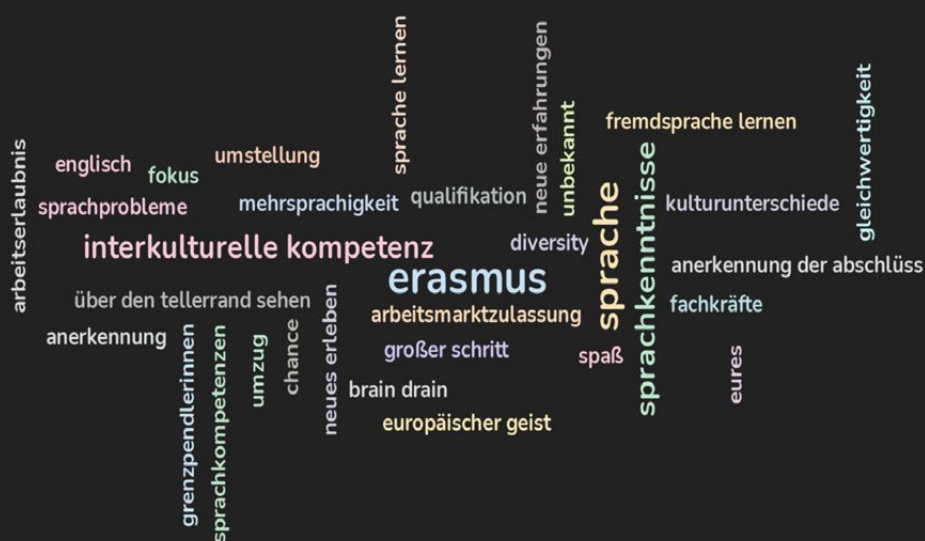 sprache lernen
neue erfahrungen
gleichwertigkeit
unbekannt
fremdsprache lernen
arbeitserlaubnis
englisch
fokus
umstellung
sprachprobleme
mehrsprachigkeit
qualifikation
sprache
sprachkenntnisse
kulturunterschiede
interkulturelle kompetenz
diversity
erasmus
anerkennung der abschlüss
über den tellerrand sehen
arbeitsmarktzulassung
fachkräfte
anerkennung
grenzpendlerinnen
sprachkompetenzen
umzug
chance
neues erleben
großer schritt
spaß
eures
brain drain
europäischer geist